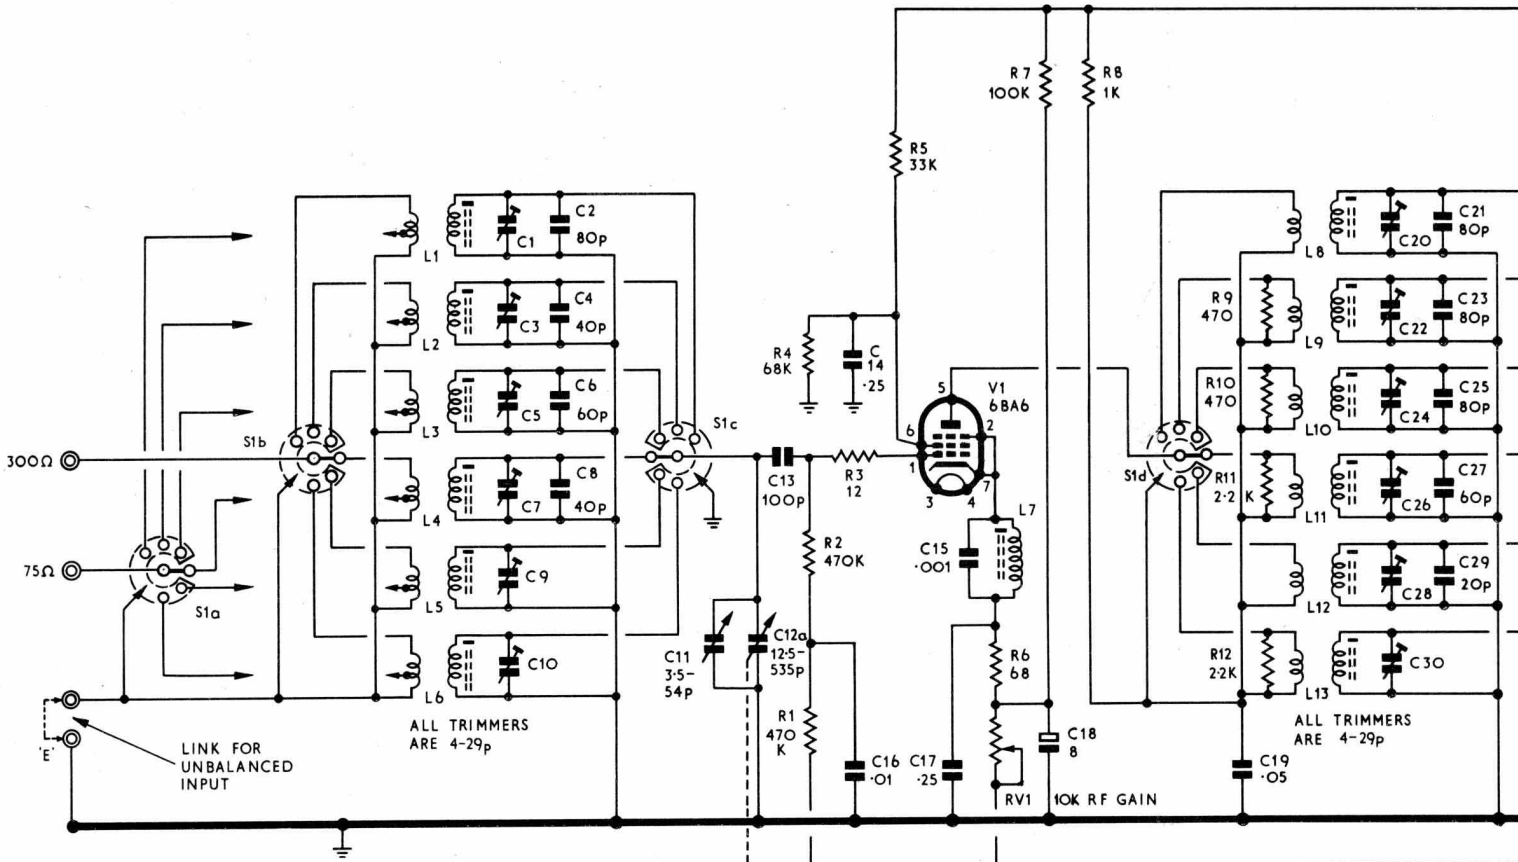 R7
100K
R8
1K
R5
33K
C2
80p
C1
L1
C4
40p
C3
L2
C6
60p
C5
L3
C8
40p
C7
L4
C9
L5
C10
L6
S1b
S1c
S1a
300Ω
75Ω
'E'
LINK FOR
UNBALANCED
INPUT
ALL TRIMMERS
ARE 4-29p
R4
68K
C
14
·25
V1
6BA6
5
6
2
1
7
3
4
C13
100p
R3
12
R2
470K
C11
3·5-
54p
C12a
12·5-
535p
R1
470
K
C16
·01
C15
·001
L7
R6
68
C17
·25
RV1
10K RF GAIN
C18
8
S1d
C21
80p
C20
L8
R9
470
C23
80p
C22
L9
R10
470
C25
80p
C24
L10
R11
2·2
K
C27
60p
C26
L11
C29
20p
C28
L12
R12
2·2K
C30
L13
ALL TRIMMERS
ARE 4-29p
C19
·05